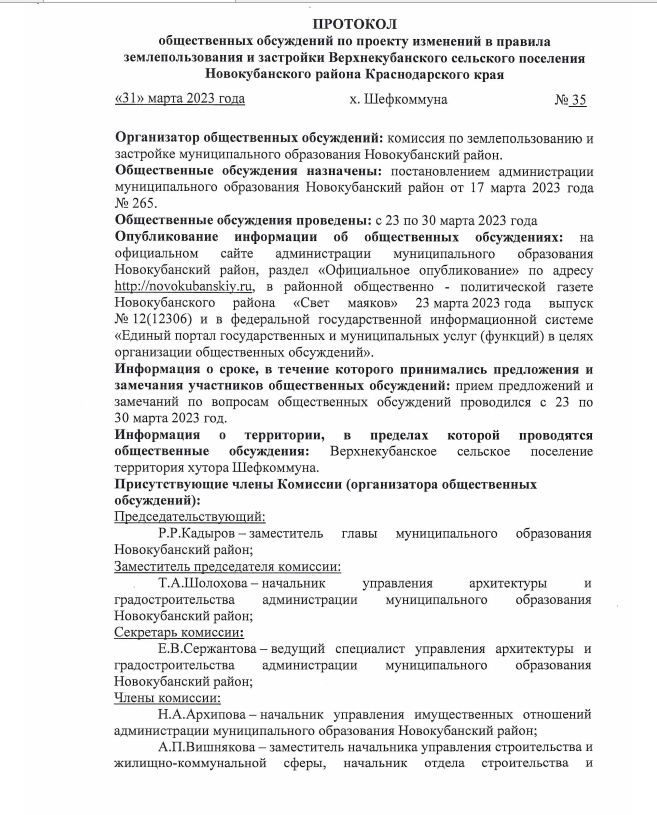 ПРОТОКОЛ
общественных обсуждений по проекту изменений в правила
землепользования и застройки Верхнекубанского сельского поселения
Новокубанского района Краснодарского края
«31» марта 2023 года х. Шефкоммуна № 35
Организатор общественных обсуждений: комиссия по землепользованию и
застройке муниципального образования Новокубанский район.
Общественные обсуждения назначены: постановлением администрации
муниципального образования Новокубанский район от 17 марта 2023 года
№ 265.
Общественные обсуждения проведены: с 23 по 30 марта 2023 года
Опубликование информации об общественных обсуждениях: на
официальном сайте администрации муниципального образования
Новокубанский район, раздел «Официальное опубликование» по адресу
http://novokubanskiy.ru, в районной общественно - политической газете
Новокубанского района «Свет маяков» 23 марта 2023 года выпуск
№ 12(12306) и в федеральной государственной информационной системе
«Единый портал государственных и муниципальных услуг (функций) в целях
организации общественных обсуждений».
Информация о сроке, в течение которого принимались предложения и
замечания участников общественных обсуждений: прием предложений и
замечаний по вопросам общественных обсуждений проводился с 23 по
30 марта 2023 год.
Информация о территории, в пределах которой проводятся
общественные обсуждения: Верхнекубанское сельское поселение
территория хутора Шефкоммуна.
Присутствующие члены Комиссии (организатора общественных
обсуждений):
Председательствующий:
Р.Р.Кадыров – заместитель главы муниципального образования
Новокубанский район;
Заместитель председателя комиссии:
Т.А.Шолохова – начальник управления архитектуры и
градостроительства администрации муниципального образования
Новокубанский район;
Секретарь комиссии:
Е.В.Сержантова – ведущий специалист управления архитектуры и
градостроительства администрации муниципального образования
Новокубанский район;
Члены комиссии:
Н.А.Архипова – начальник управления имущественных отношений
администрации муниципального образования Новокубанский район;
А.П.Вишнякова – заместитель начальника управления строительства и
жилищно-коммунальной сферы, начальник отдела строительства и